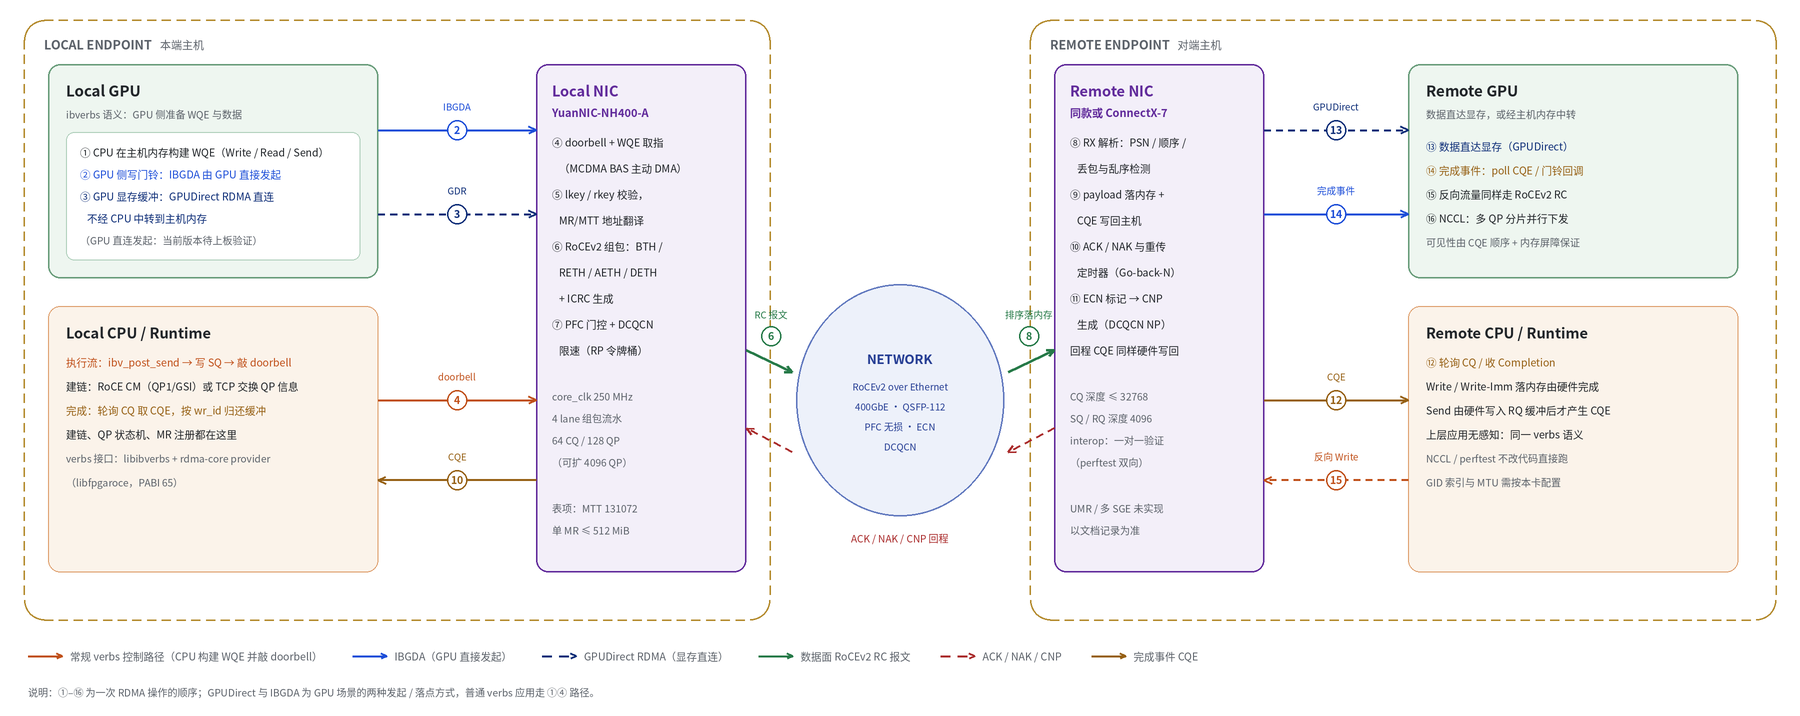 LOCAL ENDPOINT 本端主机
Local GPU
ibverbs 语义：GPU 侧准备 WQE 与数据
① CPU 在主机内存构建 WQE（Write / Read / Send）
② GPU 侧写门铃：IBGDA 由 GPU 直接发起
③ GPU 显存缓冲：GPUDirect RDMA 直连
不经 CPU 中转到主机内存
（GPU 直连发起：当前版本待上板验证）
Local CPU / Runtime
执行流：ibv_post_send → 写 SQ → 敲 doorbell
建链：RoCE CM（QP1/GSI）或 TCP 交换 QP 信息
完成：轮询 CQ 取 CQE，按 wr_id 归还缓冲
建链、QP 状态机、MR 注册都在这里
verbs 接口：libibverbs + rdma-core provider
（libfpgaroce，PABI 65）
IBGDA
2
GDR
3
doorbell
4
CQE
10
Local NIC
YuanNIC-NH400-A
④ doorbell + WQE 取指
（MCDMA BAS 主动 DMA）
⑤ lkey / rkey 校验，
MR/MTT 地址翻译
⑥ RoCEv2 组包：BTH /
RETH / AETH / DETH
+ ICRC 生成
⑦ PFC 门控 + DCQCN
限速（RP 令牌桶）
core_clk 250 MHz
4 lane 组包流水
64 CQ / 128 QP
（可扩 4096 QP）
表项：MTT 131072
单 MR ≤ 512 MiB
RC 报文
6
NETWORK
RoCEv2 over Ethernet
400GbE • QSFP-112
PFC 无损 • ECN
DCQCN
ACK / NAK / CNP 回程
排序落内存
8
REMOTE ENDPOINT 对端主机
Remote NIC
同款或 ConnectX-7
⑧ RX 解析：PSN / 顺序 /
丢包与乱序检测
⑨ payload 落内存 +
CQE 写回主机
⑩ ACK / NAK 与重传
定时器（Go-back-N）
⑪ ECN 标记 → CNP
生成（DCQCN NP）
回程 CQE 同样硬件写回
CQ 深度 ≤ 32768
SQ / RQ 深度 4096
interop：一对一验证
（perftest 双向）
UMR / 多 SGE 未实现
以文档记录为准
GPUDirect
13
完成事件
14
CQE
12
反向 Write
15
Remote GPU
数据直达显存，或经主机内存中转
⑬ 数据直达显存（GPUDirect）
⑭ 完成事件：poll CQE / 门铃回调
⑮ 反向流量同样走 RoCEv2 RC
⑯ NCCL：多 QP 分片并行下发
可见性由 CQE 顺序 + 内存屏障保证
Remote CPU / Runtime
⑫ 轮询 CQ / 收 Completion
Write / Write-Imm 落内存由硬件完成
Send 由硬件写入 RQ 缓冲后才产生 CQE
上层应用无感知：同一 verbs 语义
NCCL / perftest 不改代码直接跑
GID 索引与 MTU 需按本卡配置
常规 verbs 控制路径（CPU 构建 WQE 并敲 doorbell）
IBGDA（GPU 直接发起）
GPUDirect RDMA（显存直连）
数据面 RoCEv2 RC 报文
ACK / NAK / CNP
完成事件 CQE
说明：①–⑯ 为一次 RDMA 操作的顺序；GPUDirect 与 IBGDA 为 GPU 场景的两种发起 / 落点方式，普通 verbs 应用走 ①④ 路径。